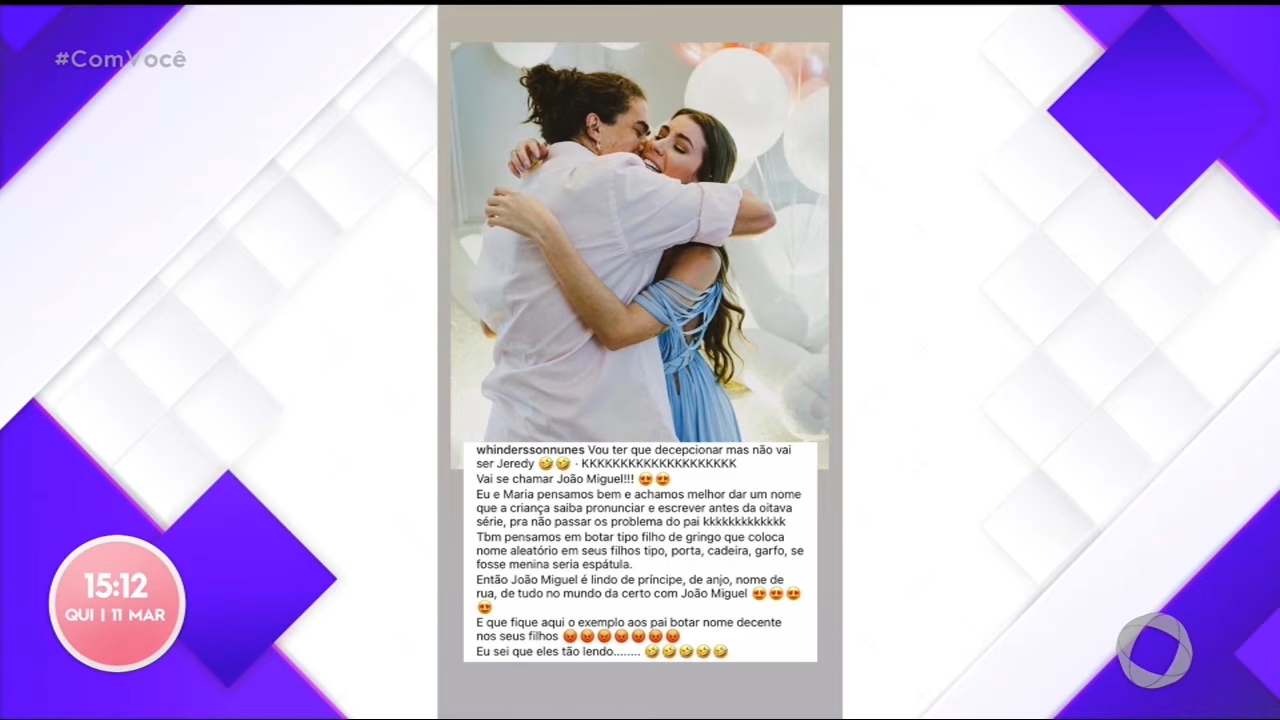 #ComVocê
whinderssonnunes Vou ter que decepcionar mas não vai
ser Jeredy 🤣🤣 · KKKKKKKKKKKKKKKKKKKK
Vai se chamar João Miguel!!! 😍😍
Eu e Maria pensamos bem e achamos melhor dar um nome
que a criança saiba pronunciar e escrever antes da oitava
série, pra não passar os problema do pai kkkkkkkkkkkkk
Tbm pensamos em botar tipo filho de gringo que coloca
nome aleatório em seus filhos tipo, porta, cadeira, garfo, se
fosse menina seria espátula.
Então João Miguel é lindo de príncipe, de anjo, nome de
rua, de tudo no mundo da certo com João Miguel 😍😍😍
😍
E que fique aqui o exemplo aos pai botar nome decente
nos seus filhos 😡😡😡😡😡😡😡
Eu sei que eles tão lendo........ 🤣🤣🤣🤣🤣
15:12
QUI | 11 MAR